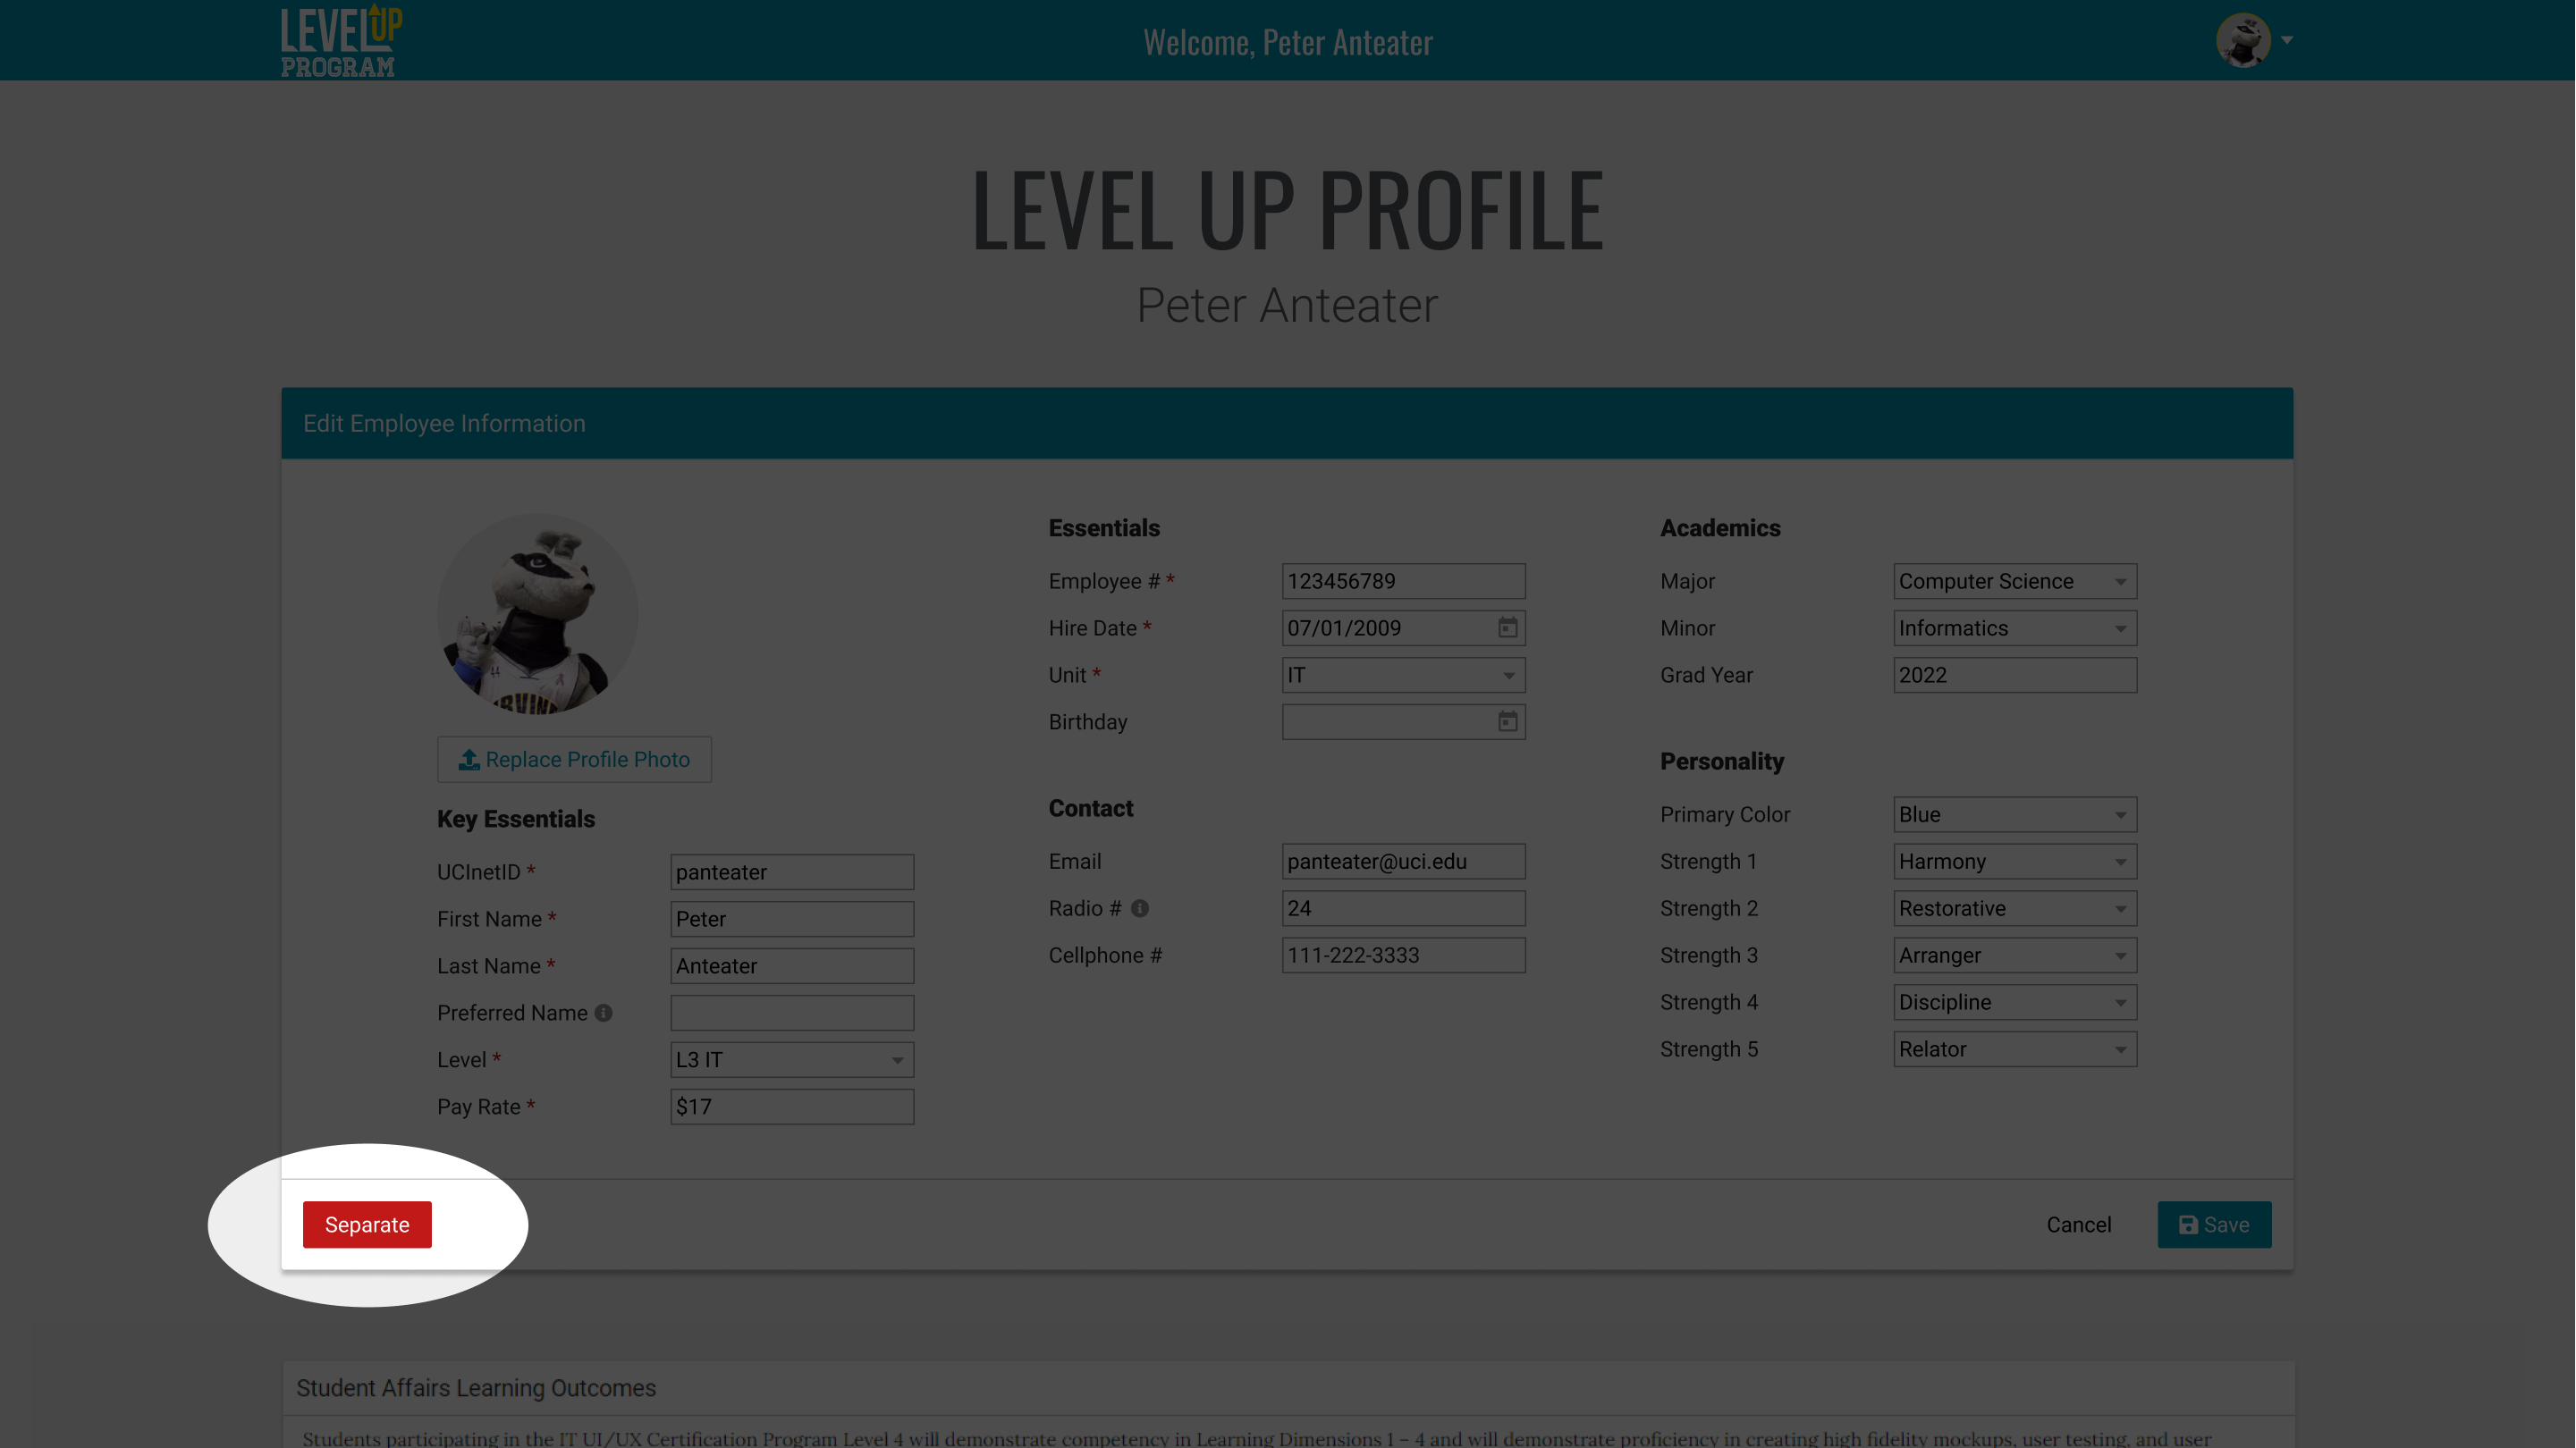 LEVEL UP
PROGRAM
Welcome, Peter Anteater
LEVEL UP PROFILE
Peter Anteater
Edit Employee Information
Replace Profile Photo
Key Essentials
UCInetID * panteater
First Name * Peter
Last Name * Anteater
Preferred Name
Level * L3 IT
Pay Rate * $17
Essentials
Employee # * 123456789
Hire Date * 07/01/2009
Unit * IT
Birthday
Contact
Email panteater@uci.edu
Radio # 24
Cellphone # 111-222-3333
Academics
Major Computer Science
Minor Informatics
Grad Year 2022
Personality
Primary Color Blue
Strength 1 Harmony
Strength 2 Restorative
Strength 3 Arranger
Strength 4 Discipline
Strength 5 Relator
Separate
Cancel
Save
Student Affairs Learning Outcomes
Students participating in the IT UI/UX Certification Program Level 4 will demonstrate competency in Learning Dimensions 1 – 4 and will demonstrate proficiency in creating high fidelity mockups, user testing, and user